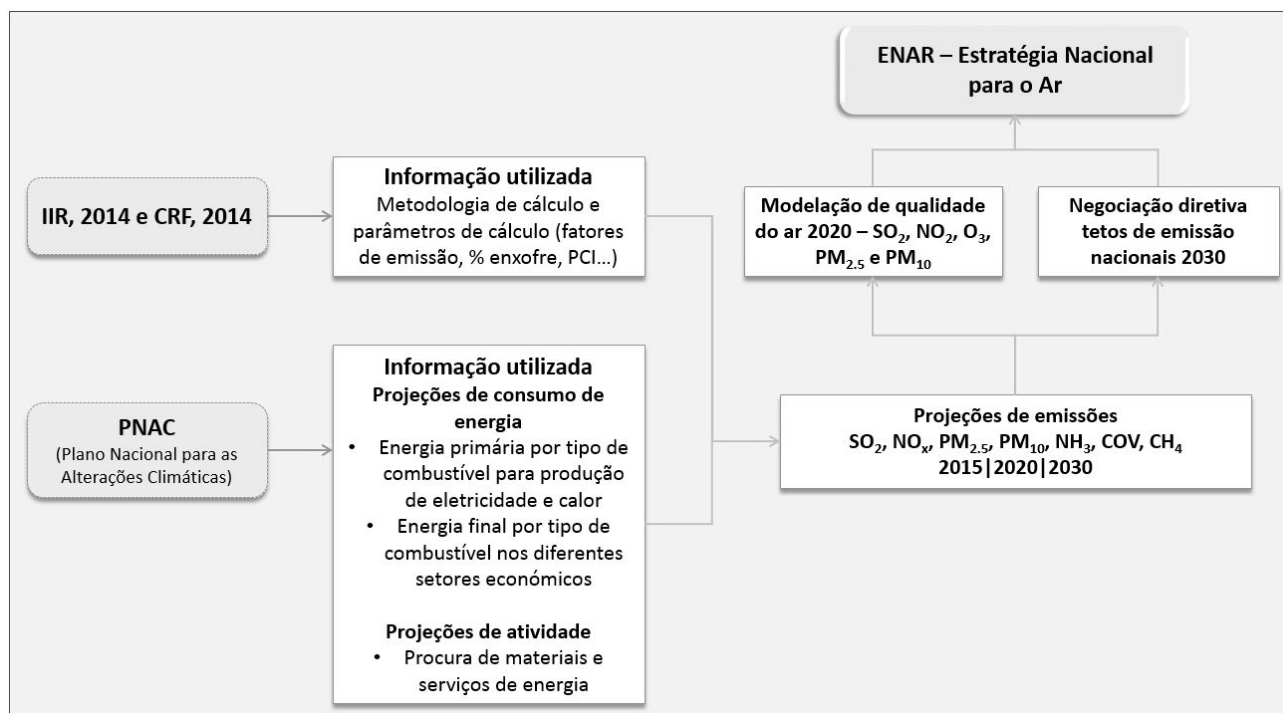 ENAR – Estratégia Nacional
para o Ar
IIR, 2014 e CRF, 2014
Informação utilizada
Metodologia de cálculo e
parâmetros de cálculo (fatores
de emissão, % enxofre, PCI...)
Modelação de qualidade
do ar 2020 – SO₂, NO₂, O₃,
PM₂.₅ e PM₁₀
Negociação diretiva
tetos de emissão
nacionais 2030
PNAC
(Plano Nacional para as
Alterações Climáticas)
Informação utilizada
Projeções de consumo de
energia
• Energia primária por tipo de
combustível para produção
de eletricidade e calor
• Energia final por tipo de
combustível nos diferentes
setores económicos
Projeções de atividade
• Procura de materiais e
serviços de energia
Projeções de emissões
SO₂, NOₓ, PM₂.₅, PM₁₀, NH₃, COV, CH₄
2015|2020|2030